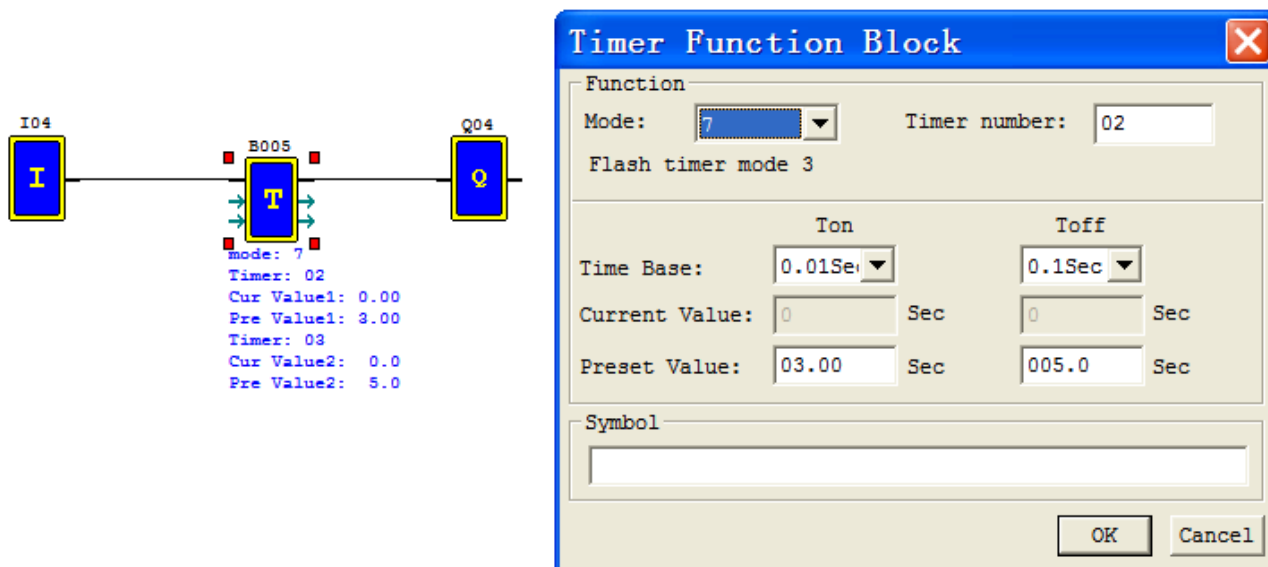 I04
I
B005
T
Q04
Q
mode: 7
Timer: 02
Cur Value1: 0.00
Pre Value1: 3.00
Timer: 03
Cur Value2: 0.0
Pre Value2: 5.0
Timer Function Block
Function
Mode: 7 Timer number: 02
Flash timer mode 3
Ton Toff
Time Base: 0.01Se 0.1Sec
Current Value: 0 Sec 0 Sec
Preset Value: 03.00 Sec 005.0 Sec
Symbol
OK Cancel